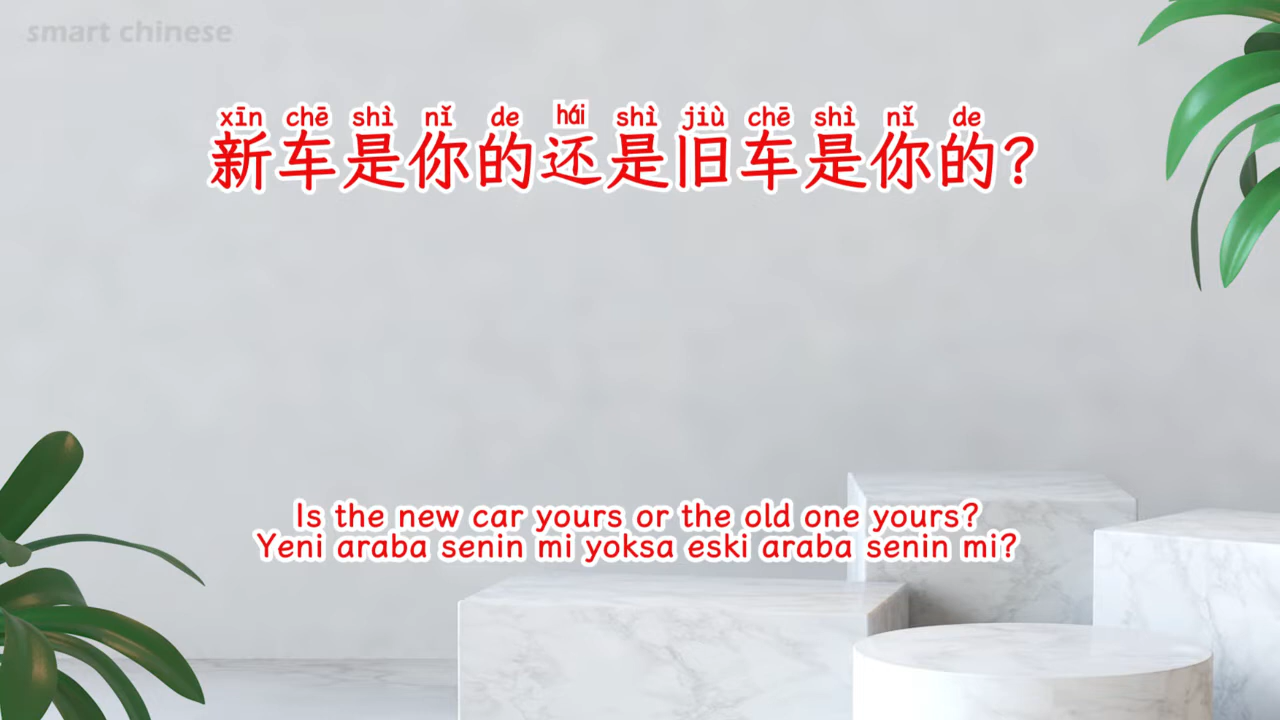 smart chinese
xīn chē shì nǐ de hái shì jiù chē shì nǐ de
新车是你的还是旧车是你的?
Is the new car yours or the old one yours?
Yeni araba senin mi yoksa eski araba senin mi?